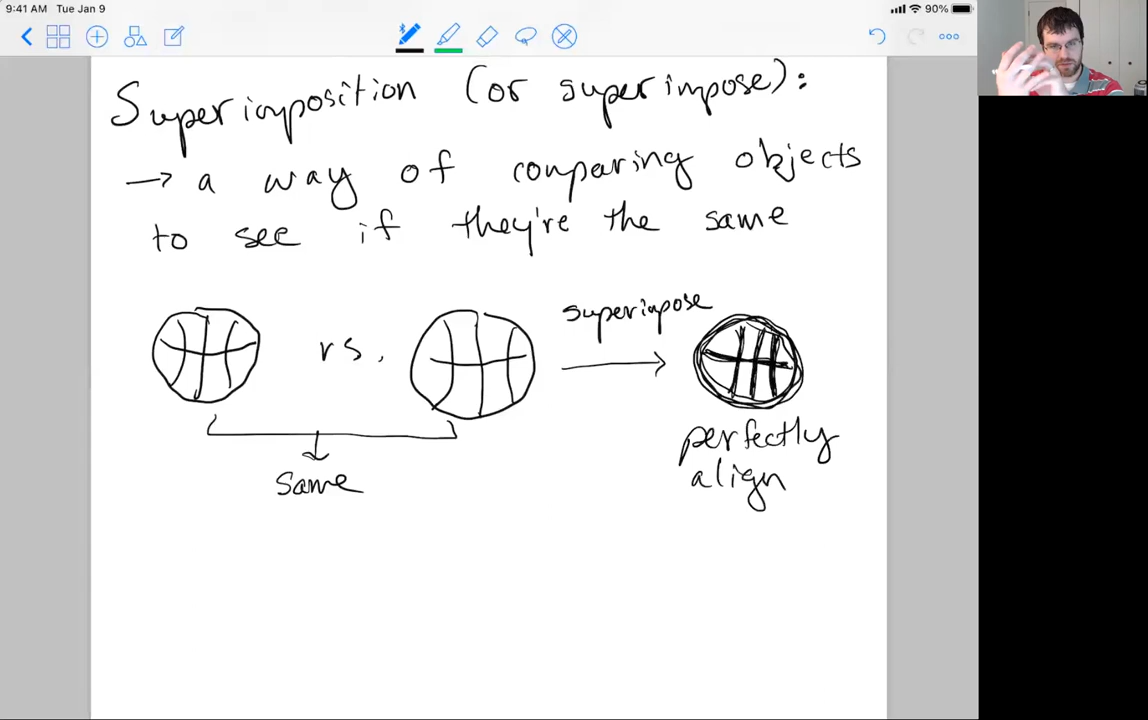 9:41 AM Tue Jan 9
90%
Superimposition (or superimpose):
→ a way of comparing objects
to see if they're the same
vs.
superimpose
same
perfectly
align